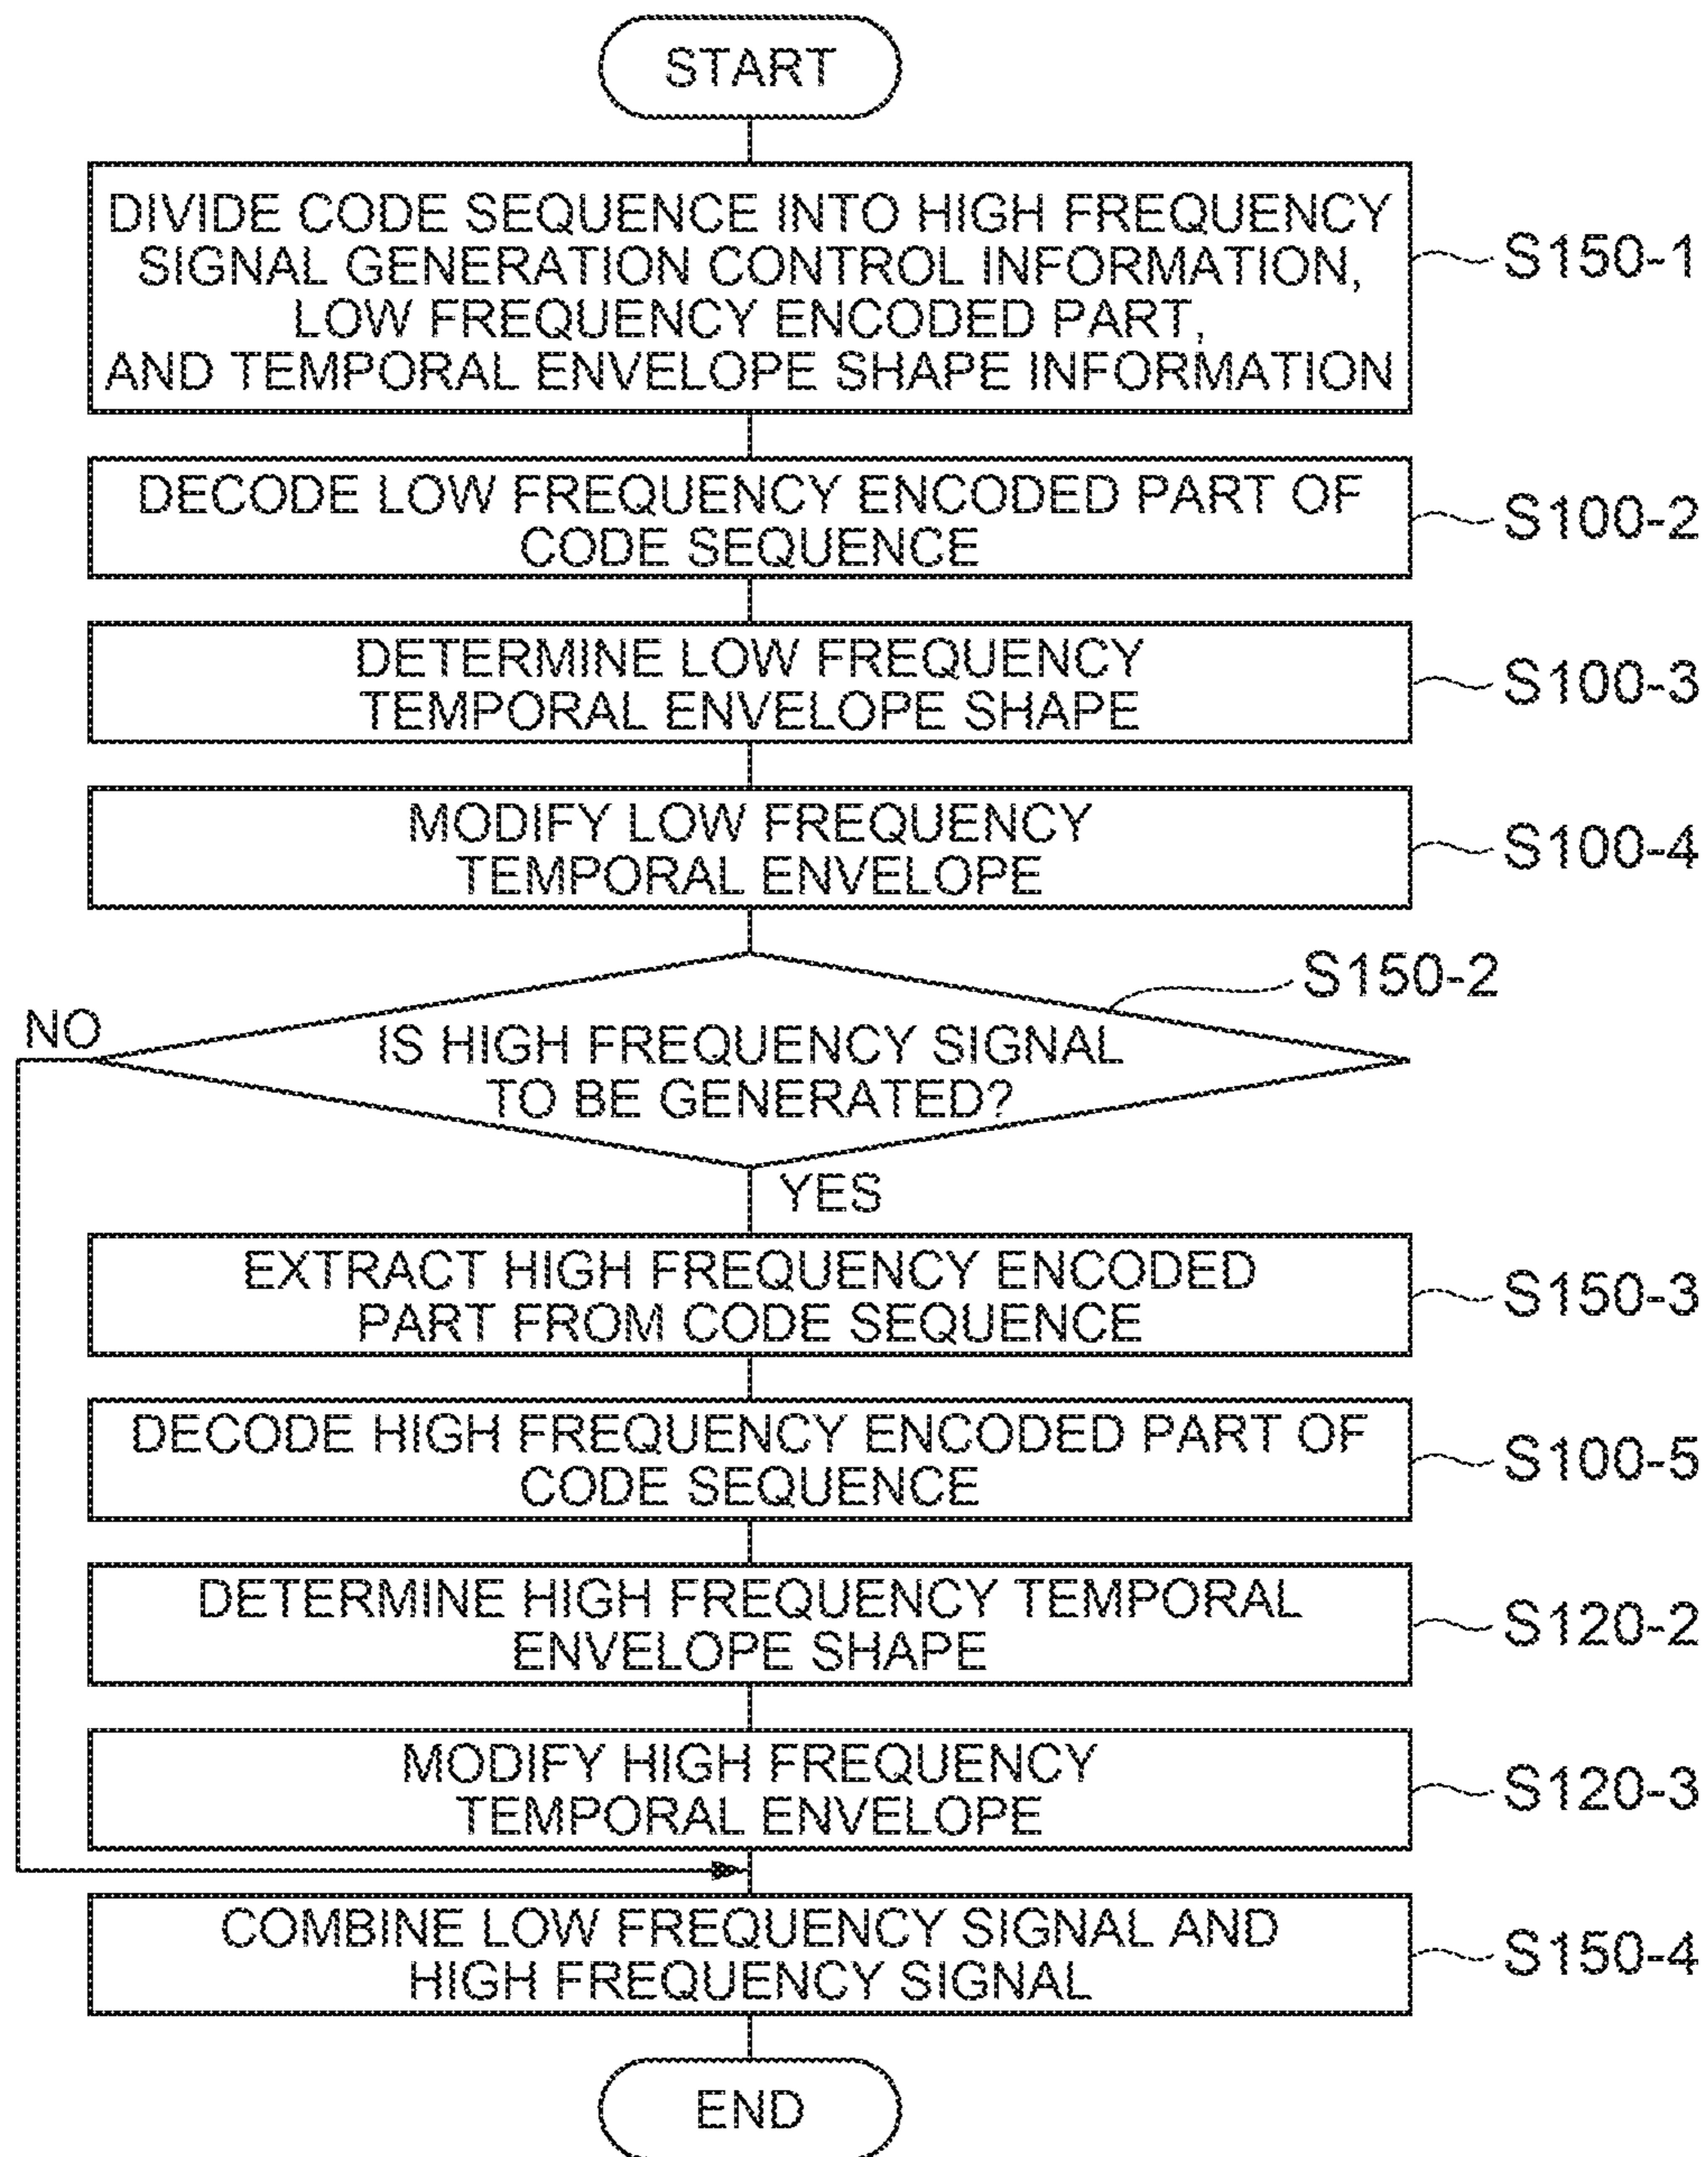 START
DIVIDE CODE SEQUENCE INTO HIGH FREQUENCY
SIGNAL GENERATION CONTROL INFORMATION,
LOW FREQUENCY ENCODED PART,
AND TEMPORAL ENVELOPE SHAPE INFORMATION
S150-1
DECODE LOW FREQUENCY ENCODED PART OF
CODE SEQUENCE
S100-2
DETERMINE LOW FREQUENCY
TEMPORAL ENVELOPE SHAPE
S100-3
MODIFY LOW FREQUENCY
TEMPORAL ENVELOPE
S100-4
S150-2
NO
IS HIGH FREQUENCY SIGNAL
TO BE GENERATED?
YES
EXTRACT HIGH FREQUENCY ENCODED
PART FROM CODE SEQUENCE
S150-3
DECODE HIGH FREQUENCY ENCODED PART OF
CODE SEQUENCE
S100-5
DETERMINE HIGH FREQUENCY TEMPORAL
ENVELOPE SHAPE
S120-2
MODIFY HIGH FREQUENCY
TEMPORAL ENVELOPE
S120-3
COMBINE LOW FREQUENCY SIGNAL AND
HIGH FREQUENCY SIGNAL
S150-4
END